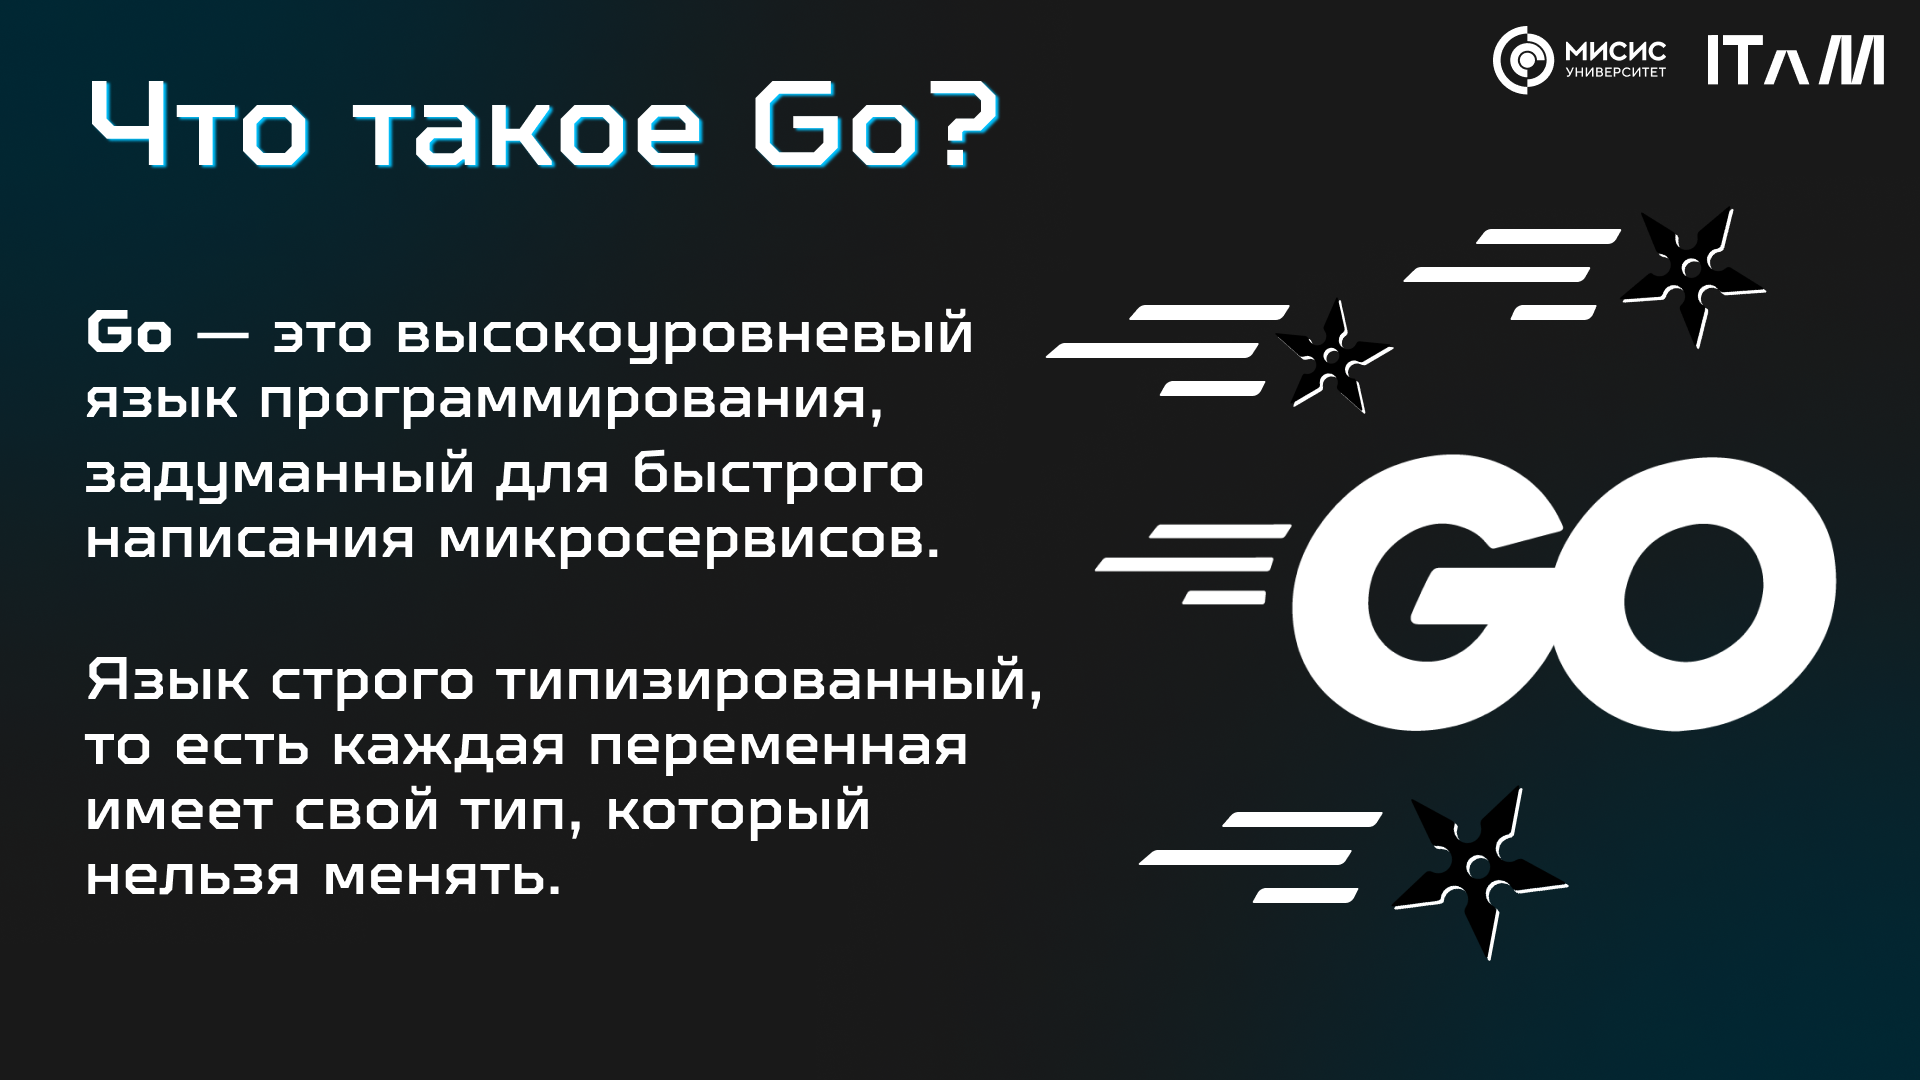 МИСИС
УНИВЕРСИТЕТ
ITAM
Что такое Go?
Go — это высокоуровневый
язык программирования,
задуманный для быстрого
написания микросервисов.
Язык строго типизированный,
то есть каждая переменная
имеет свой тип, который
нельзя менять.
GO